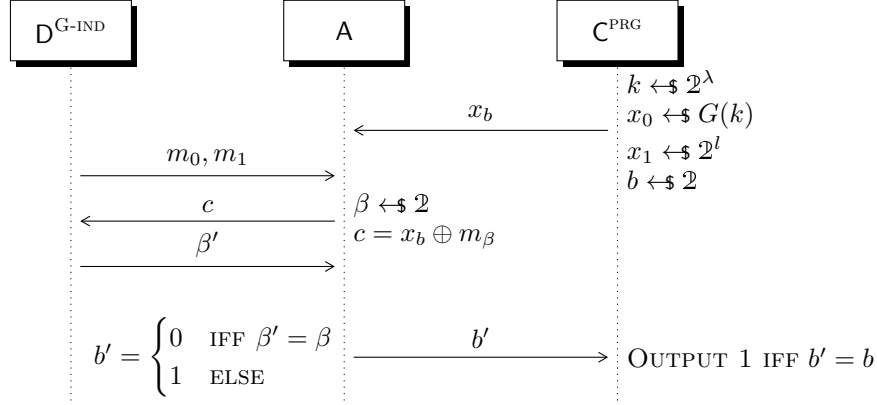 D^G-IND A C^PRG
k ←$ 2^λ
x_b x_0 ←$ G(k)
x_1 ←$ 2^l
m_0, m_1 b ←$ 2
c β ←$ 2
c = x_b ⊕ m_β
β′
b′ = { 0 IFF β′ = β
1 ELSE
b′ OUTPUT 1 IFF b′ = b